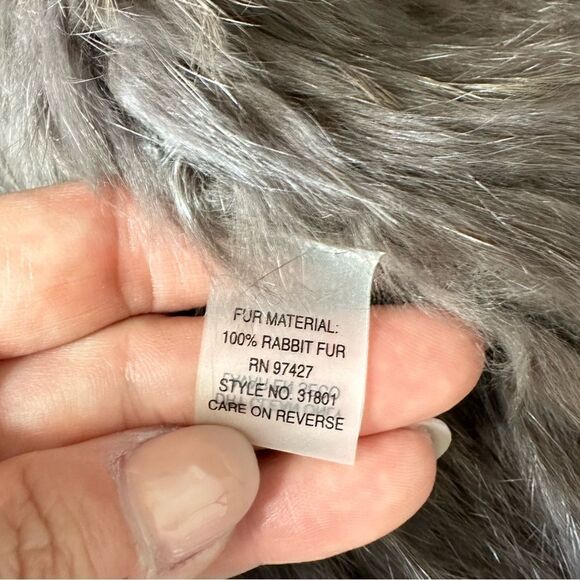 FUR MATERIAL:
100% RABBIT FUR
RN 97427
STYLE NO. 31801
CARE ON REVERSE